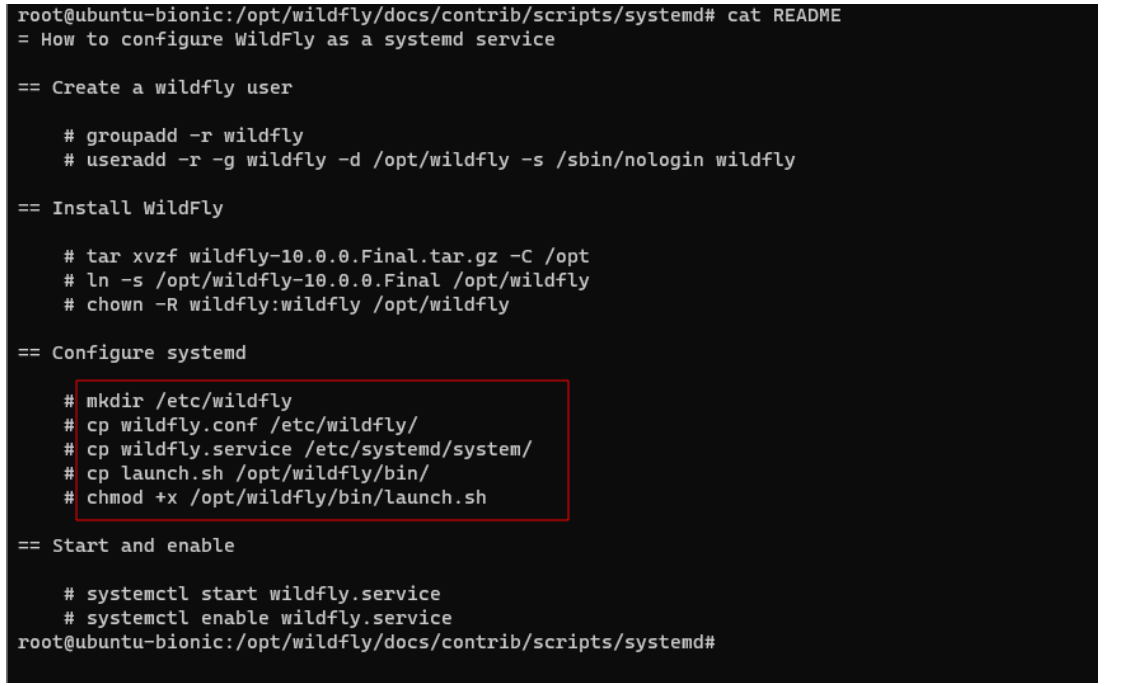 root@ubuntu-bionic:/opt/wildfly/docs/contrib/scripts/systemd# cat README
= How to configure WildFly as a systemd service
== Create a wildfly user
# groupadd -r wildfly
# useradd -r -g wildfly -d /opt/wildfly -s /sbin/nologin wildfly
== Install WildFly
# tar xvzf wildfly-10.0.0.Final.tar.gz -C /opt
# ln -s /opt/wildfly-10.0.0.Final /opt/wildfly
# chown -R wildfly:wildfly /opt/wildfly
== Configure systemd
# mkdir /etc/wildfly
# cp wildfly.conf /etc/wildfly/
# cp wildfly.service /etc/systemd/system/
# cp launch.sh /opt/wildfly/bin/
# chmod +x /opt/wildfly/bin/launch.sh
== Start and enable
# systemctl start wildfly.service
# systemctl enable wildfly.service
root@ubuntu-bionic:/opt/wildfly/docs/contrib/scripts/systemd#